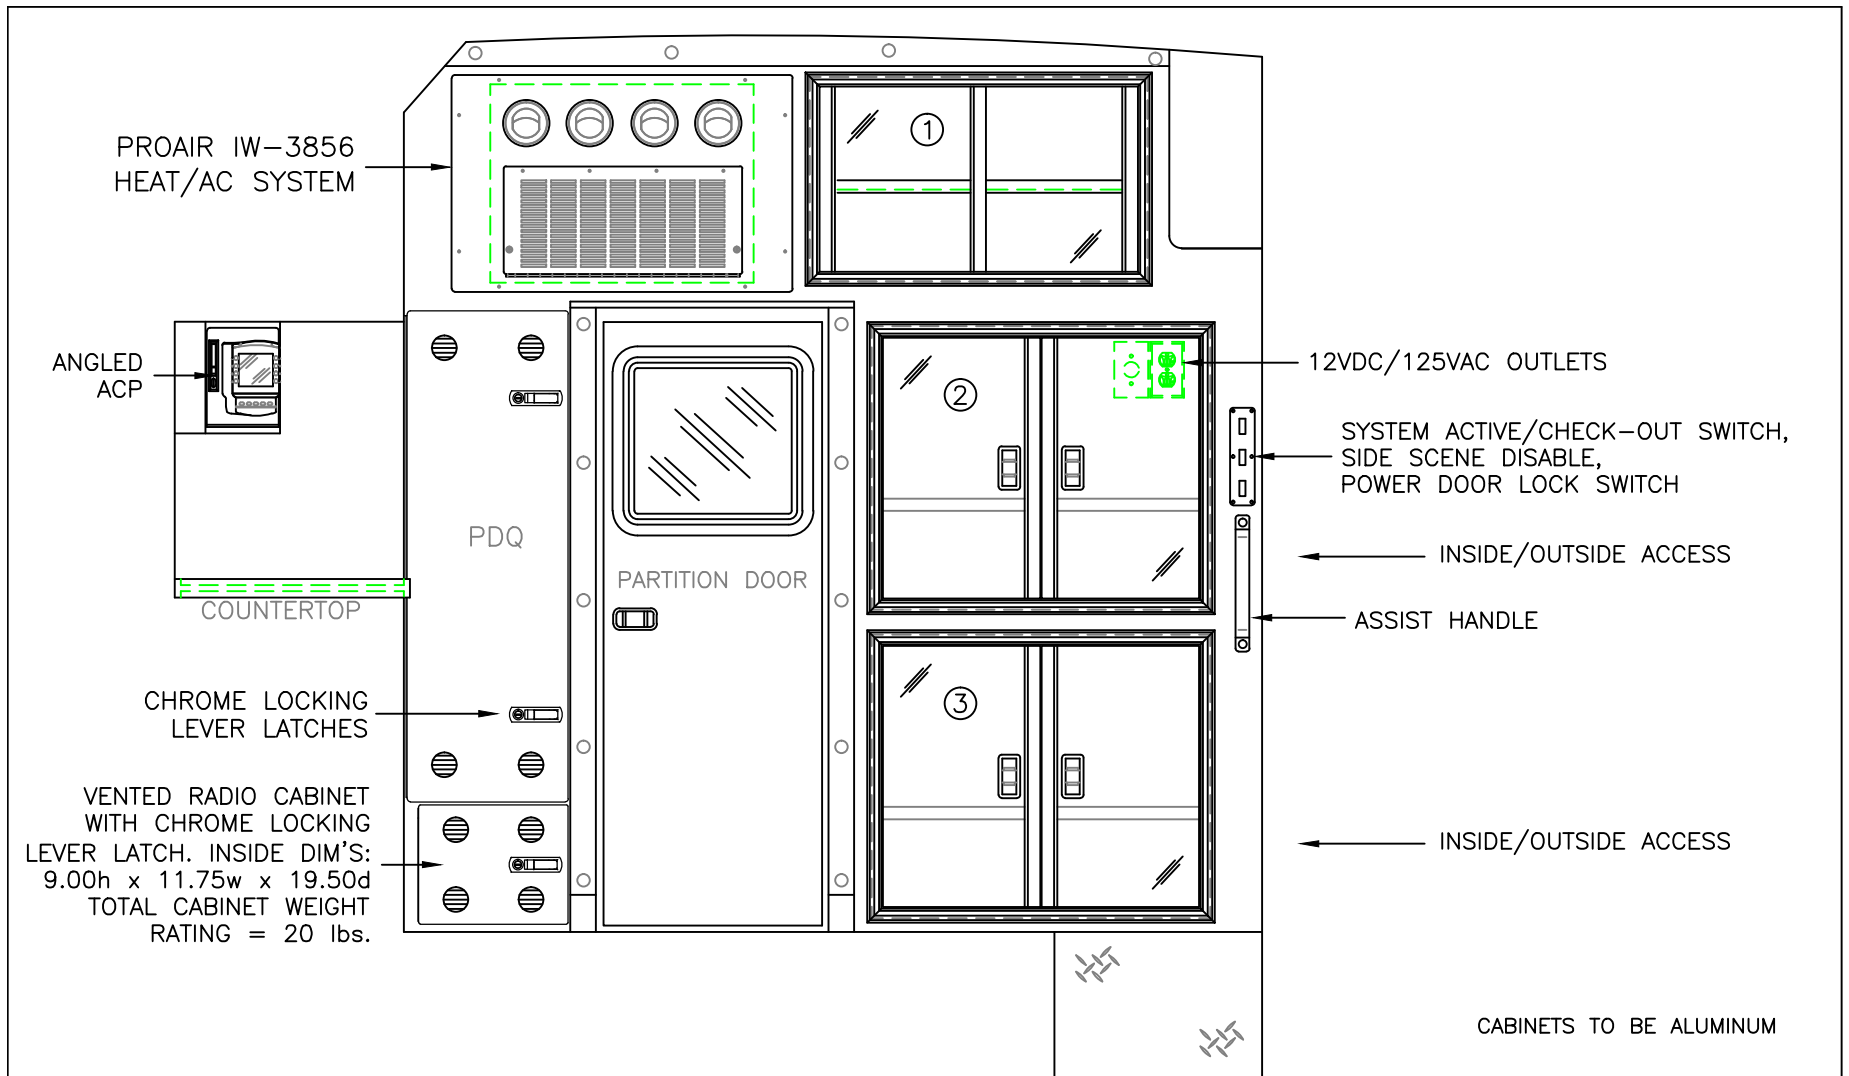 PROAIR IW-3856
HEAT/AC SYSTEM
1
ANGLED
ACP
2
12VDC/125VAC OUTLETS
SYSTEM ACTIVE/CHECK-OUT SWITCH,
SIDE SCENE DISABLE,
POWER DOOR LOCK SWITCH
PDQ
INSIDE/OUTSIDE ACCESS
PARTITION DOOR
COUNTERTOP
ASSIST HANDLE
CHROME LOCKING
LEVER LATCHES
3
VENTED RADIO CABINET
WITH CHROME LOCKING
LEVER LATCH. INSIDE DIM'S:
9.00h x 11.75w x 19.50d
TOTAL CABINET WEIGHT
RATING = 20 lbs.
INSIDE/OUTSIDE ACCESS
CABINETS TO BE ALUMINUM